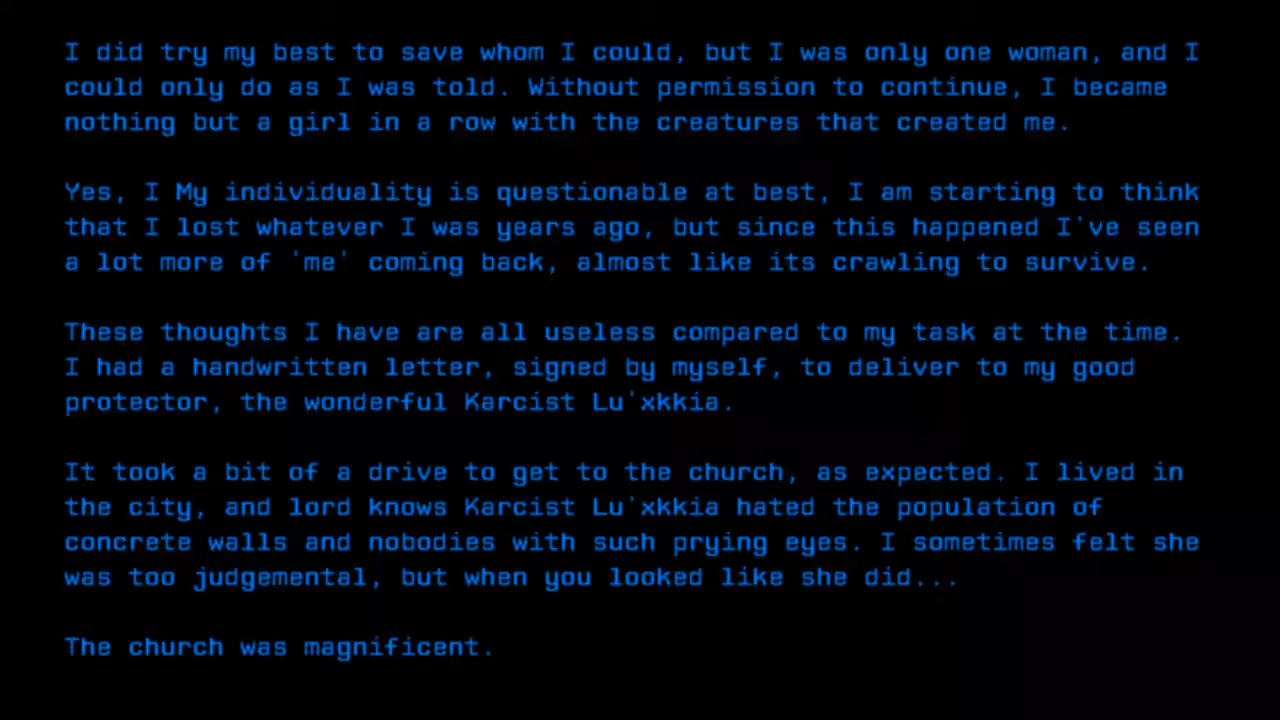 I did try my best to save whom I could, but I was only one woman, and I
could only do as I was told. Without permission to continue, I became
nothing but a girl in a row with the creatures that created me.
Yes, I My individuality is questionable at best, I am starting to think
that I lost whatever I was years ago, but since this happened I've seen
a lot more of 'me' coming back, almost like its crawling to survive.
These thoughts I have are all useless compared to my task at the time.
I had a handwritten letter, signed by myself, to deliver to my good
protector, the wonderful Karcist Lu'xkkia.
It took a bit of a drive to get to the church, as expected. I lived in
the city, and lord knows Karcist Lu'xkkia hated the population of
concrete walls and nobodies with such prying eyes. I sometimes felt she
was too judgemental, but when you looked like she did...
The church was magnificent.